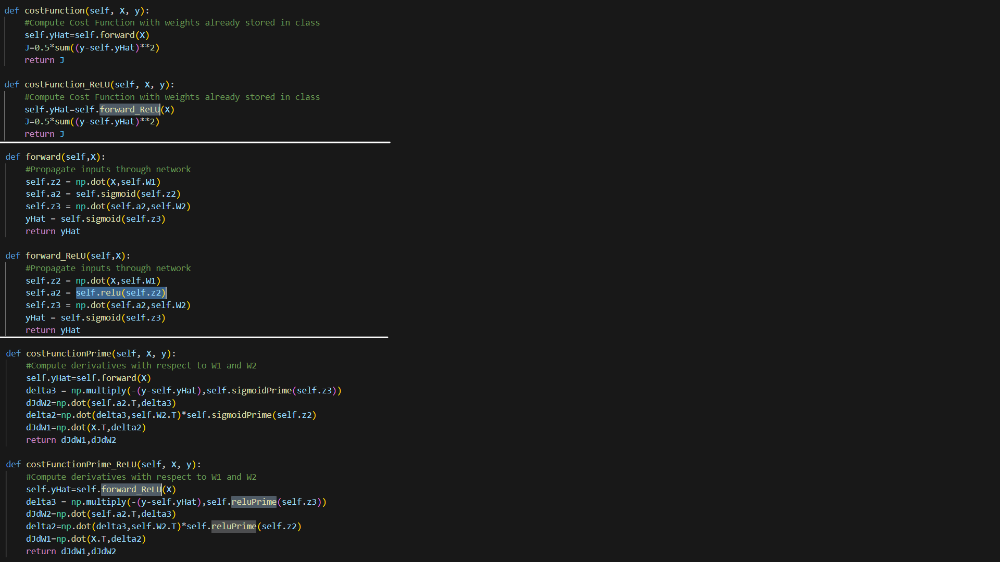 def costFunction(self, X, y):
    #Compute Cost Function with weights already stored in class
    self.yHat=self.forward(X)
    J=0.5*sum((y-self.yHat)**2)
    return J

def costFunction_ReLU(self, X, y):
    #Compute Cost Function with weights already stored in class
    self.yHat=self.forward_ReLU(X)
    J=0.5*sum((y-self.yHat)**2)
    return J

def forward(self,X):
    #Propagate inputs through network
    self.z2 = np.dot(X,self.W1)
    self.a2 = self.sigmoid(self.z2)
    self.z3 = np.dot(self.a2,self.W2)
    yHat = self.sigmoid(self.z3)
    return yHat

def forward_ReLU(self,X):
    #Propagate inputs through network
    self.z2 = np.dot(X,self.W1)
    self.a2 = self.relu(self.z2)
    self.z3 = np.dot(self.a2,self.W2)
    yHat = self.sigmoid(self.z3)
    return yHat

def costFunctionPrime(self, X, y):
    #Compute derivatives with respect to W1 and W2
    self.yHat=self.forward(X)
    delta3 = np.multiply(-(y-self.yHat),self.sigmoidPrime(self.z3))
    dJdW2=np.dot(self.a2.T,delta3)
    delta2=np.dot(delta3,self.W2.T)*self.sigmoidPrime(self.z2)
    dJdW1=np.dot(X.T,delta2)
    return dJdW1,dJdW2

def costFunctionPrime_ReLU(self, X, y):
    #Compute derivatives with respect to W1 and W2
    self.yHat=self.forward_ReLU(X)
    delta3 = np.multiply(-(y-self.yHat),self.reluPrime(self.z3))
    dJdW2=np.dot(self.a2.T,delta3)
    delta2=np.dot(delta3,self.W2.T)*self.reluPrime(self.z2)
    dJdW1=np.dot(X.T,delta2)
    return dJdW1,dJdW2